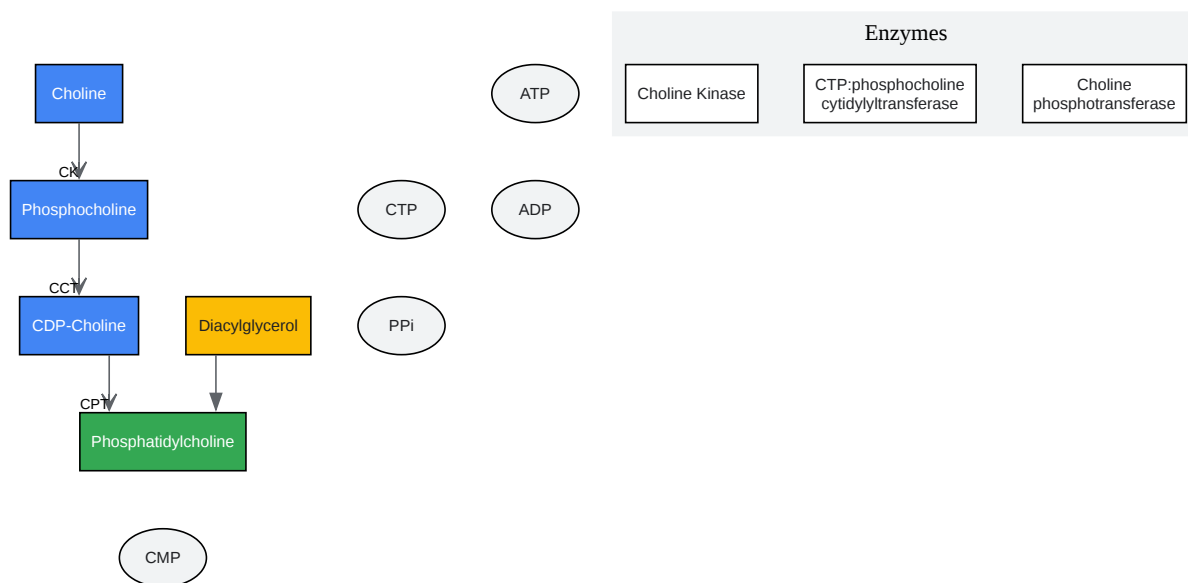 Enzymes
Choline
ATP
Choline Kinase
CTP:phosphocholine
cytidylyltransferase
Choline
phosphotransferase
CK
Phosphocholine
CTP
ADP
CCT
CDP-Choline
Diacylglycerol
PPi
CPT
Phosphatidylcholine
CMP